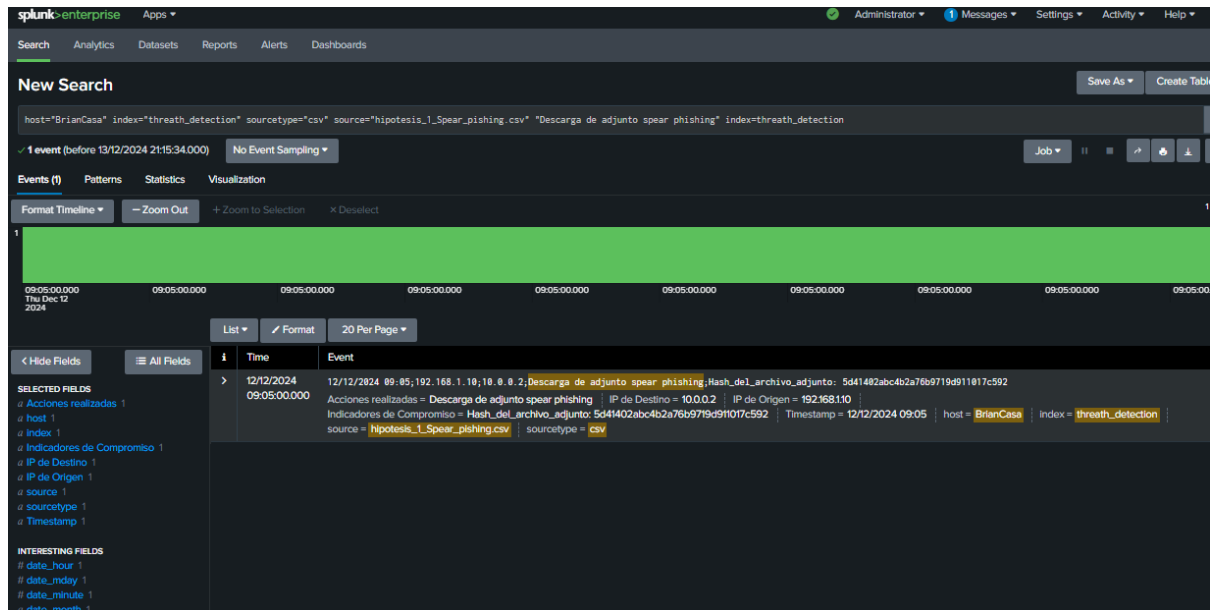 splunk>enterprise Apps ▾ Administrator ▾ 1 Messages ▾ Settings ▾ Activity ▾ Help ▾
Search Analytics Datasets Reports Alerts Dashboards
New Search
Save As ▾ Create Tabl
host="BrianCasa" index="threath_detection" sourcetype="csv" source="hipotesis_1_Spear_pishing.csv" "Descarga de adjunto spear phishing" index=threath_detection
✓ 1 event (before 13/12/2024 21:15:34.000) No Event Sampling ▾ Job ▾
Events (1) Patterns Statistics Visualization
Format Timeline ▾ — Zoom Out + Zoom to Selection × Deselect
1
1
09:05:00.000 09:05:00.000 09:05:00.000 09:05:00.000 09:05:00.000 09:05:00.000 09:05:00.000 09:05:00.000 09:05:00.000 09:05:00.
Thu Dec 12
2024
List ▾ Format 20 Per Page ▾
< Hide Fields All Fields
i Time Event
SELECTED FIELDS
a Acciones realizadas 1
a host 1
a index 1
a Indicadores de Compromiso 1
a IP de Destino 1
a IP de Origen 1
a source 1
a sourcetype 1
a Timestamp 1
INTERESTING FIELDS
# date_hour 1
# date_mday 1
# date_minute 1
a date_month 1
> 12/12/2024
09:05:00.000
12/12/2024 09:05;192.168.1.10;10.0.0.2;Descarga de adjunto spear phishing;Hash_del_archivo_adjunto: 5d41402abc4b2a76b9719d911017c592
Acciones realizadas = Descarga de adjunto spear phishing IP de Destino = 10.0.0.2 IP de Origen = 192.168.1.10
Indicadores de Compromiso = Hash_del_archivo_adjunto: 5d41402abc4b2a76b9719d911017c592 Timestamp = 12/12/2024 09:05 host = BrianCasa index = threath_detection
source = hipotesis_1_Spear_pishing.csv sourcetype = csv